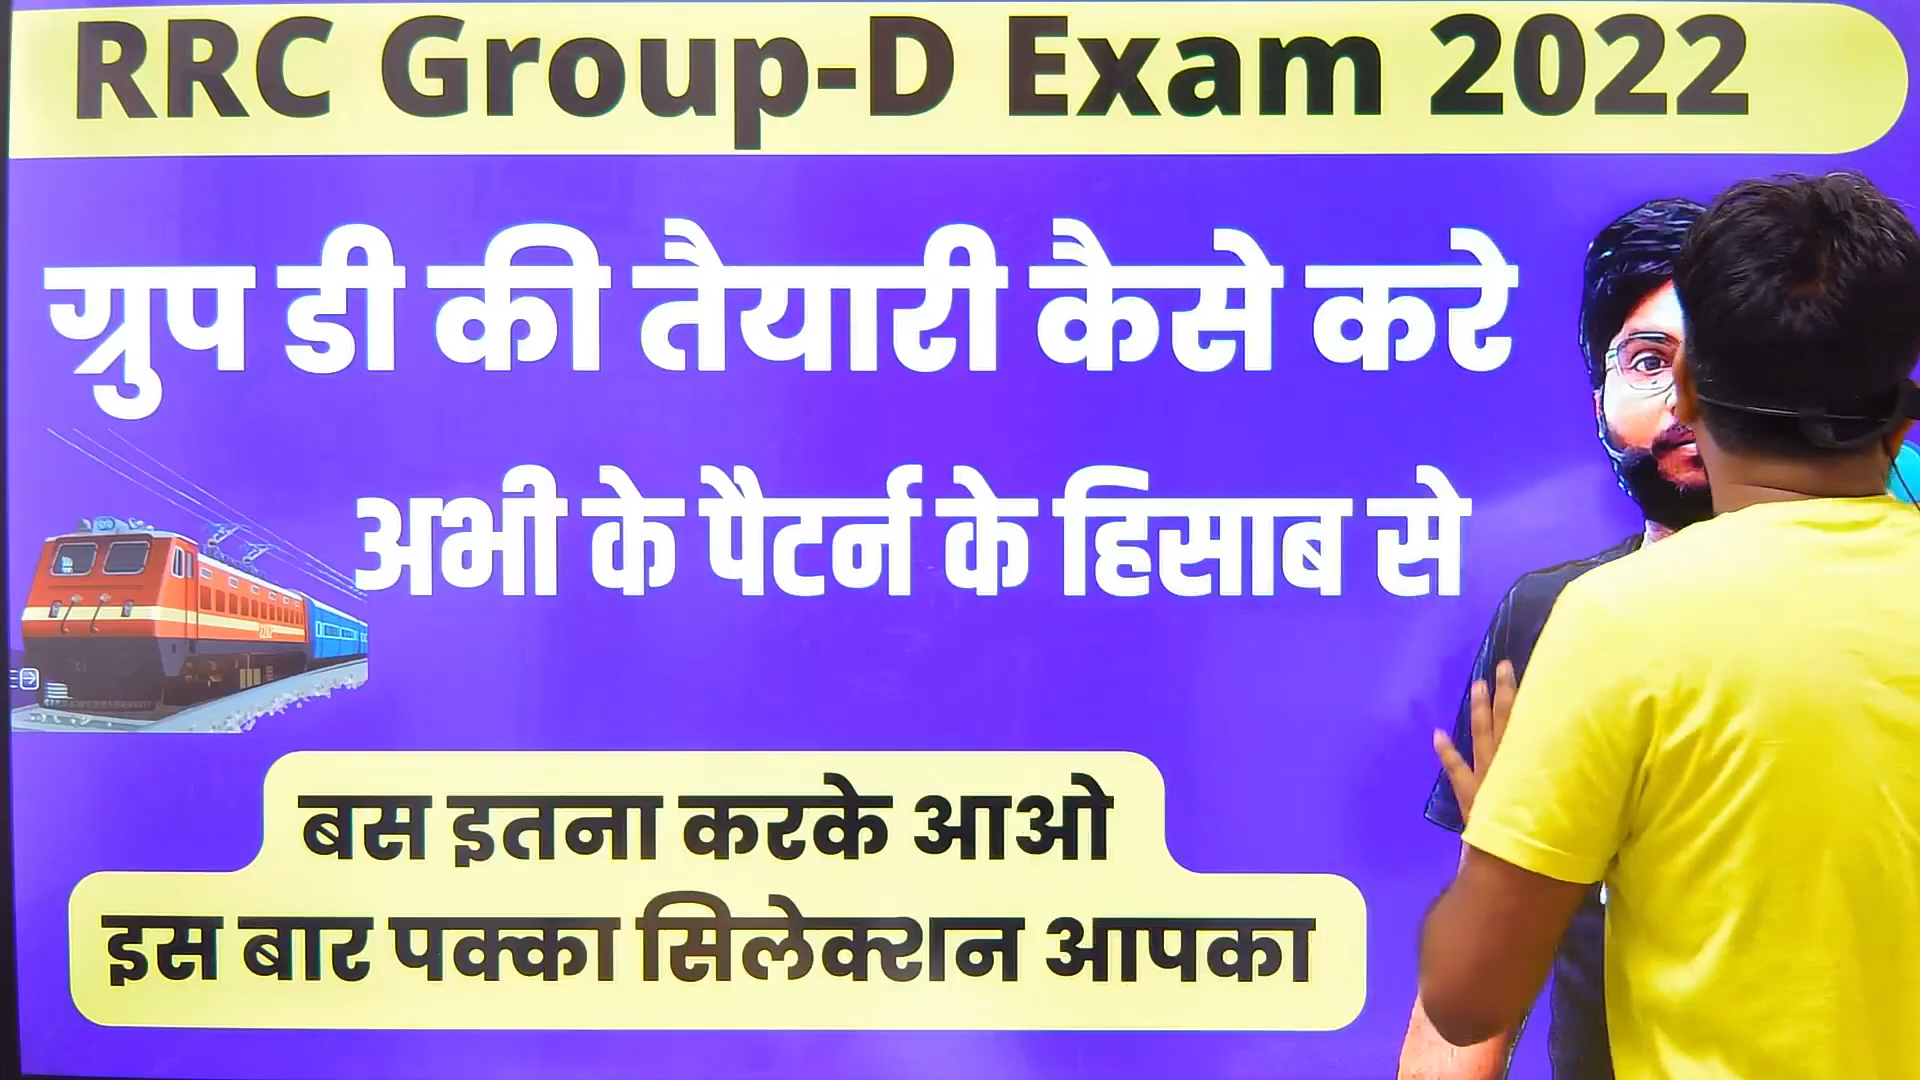 RRC Group-D Exam 2022
ग्रुप डी की तैयारी कैसे करे
अभी के पैटर्न के हिसाब से
बस इतना करके आओ
इस बार पक्का सिलेक्शन आपका